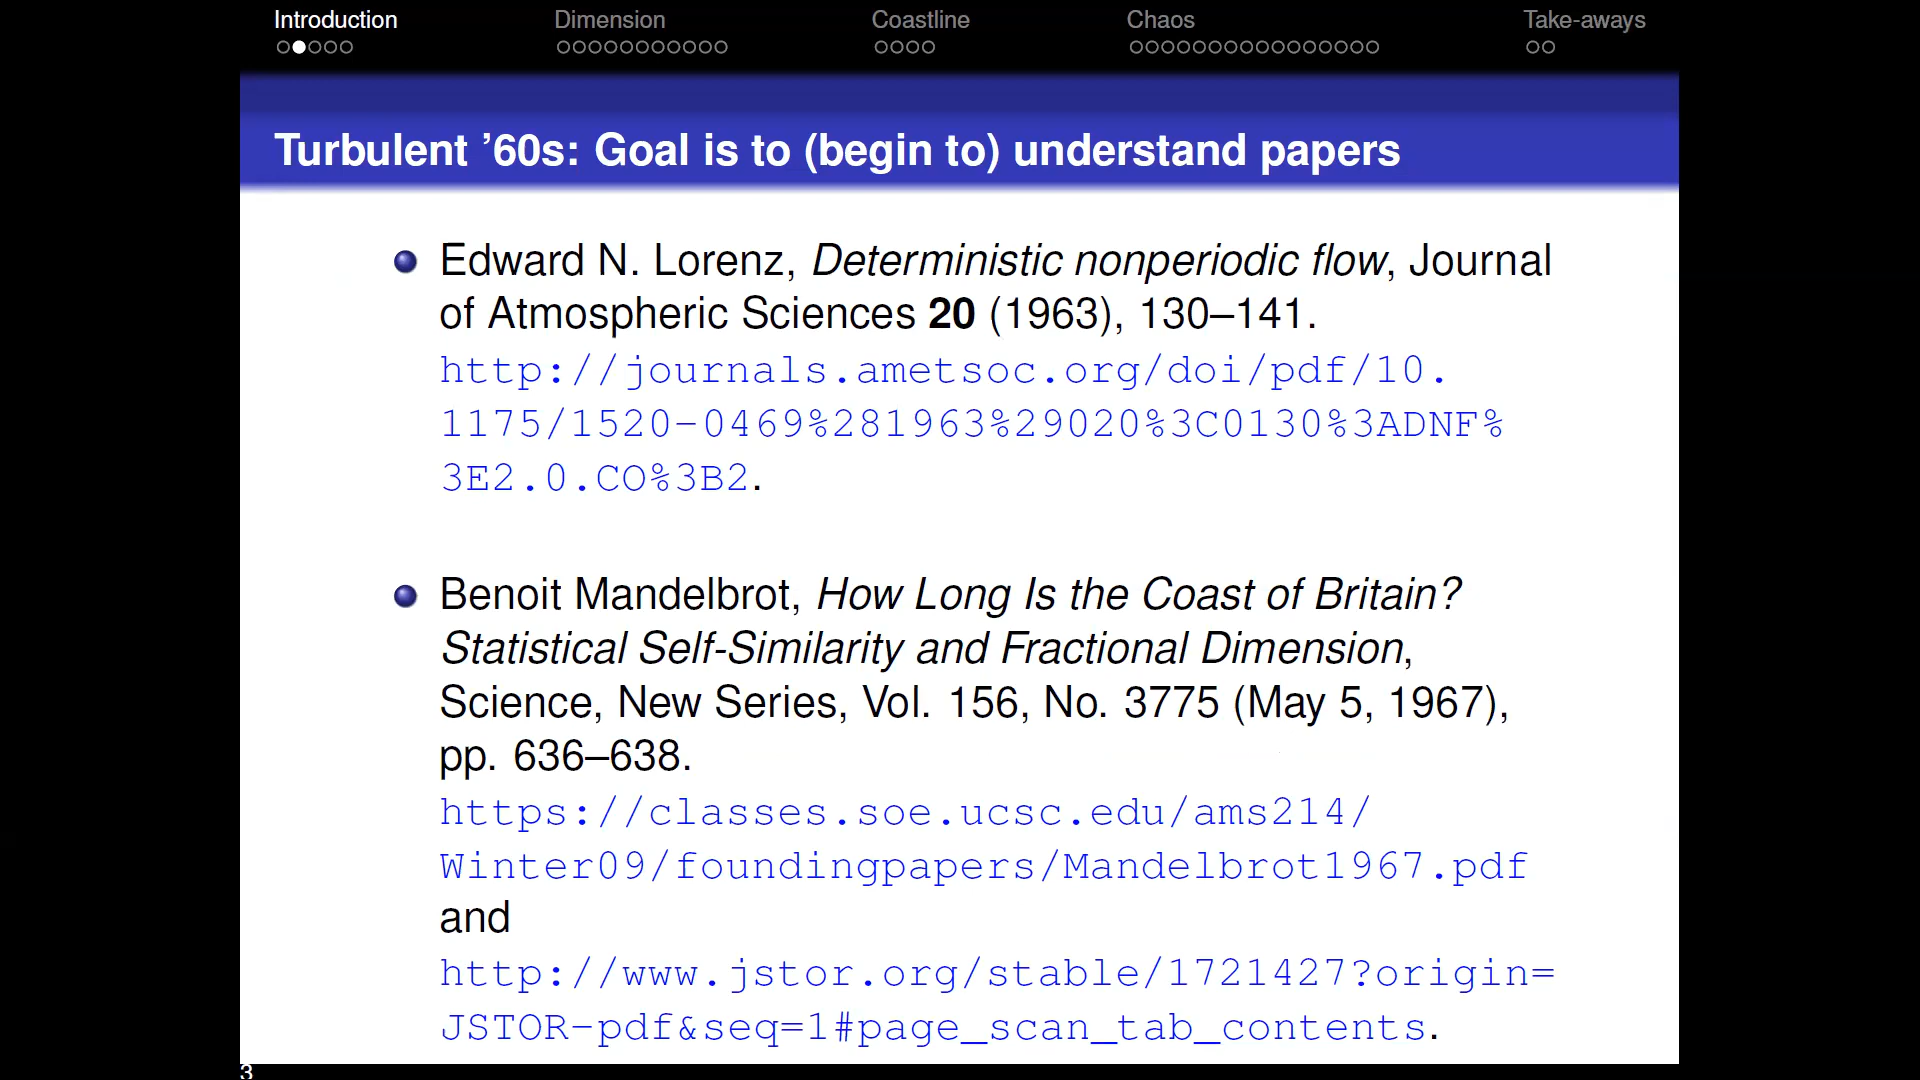 Introduction Dimension Coastline Chaos Take-aways
Turbulent ’60s: Goal is to (begin to) understand papers
Edward N. Lorenz, Deterministic nonperiodic flow, Journal
of Atmospheric Sciences 20 (1963), 130–141.
http://journals.ametsoc.org/doi/pdf/10.
1175/1520-0469%281963%29020%3C0130%3ADNF%
3E2.0.CO%3B2.
Benoit Mandelbrot, How Long Is the Coast of Britain?
Statistical Self-Similarity and Fractional Dimension,
Science, New Series, Vol. 156, No. 3775 (May 5, 1967),
pp. 636–638.
https://classes.soe.ucsc.edu/ams214/
Winter09/foundingpapers/Mandelbrot1967.pdf
and
http://www.jstor.org/stable/1721427?origin=
JSTOR-pdf&seq=1#page_scan_tab_contents.
3